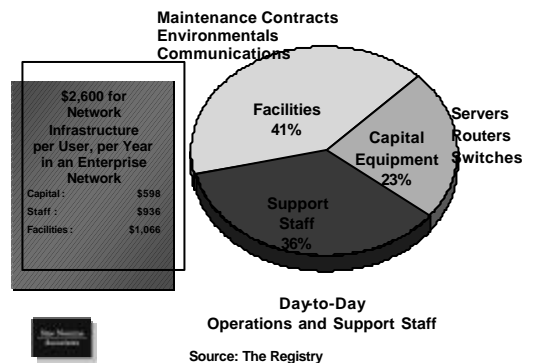 Maintenance Contracts
Environmentals
Communications
$2,600 for
Network
Infrastructure
per User, per Year
in an Enterprise
Network
Capital : $598
Staff : $936
Facilities : $1,066
Facilities
41%
Capital
Equipment
23%
Servers
Routers
Switches
Support
Staff
36%
Day-to-Day
Operations and Support Staff
Source: The Registry